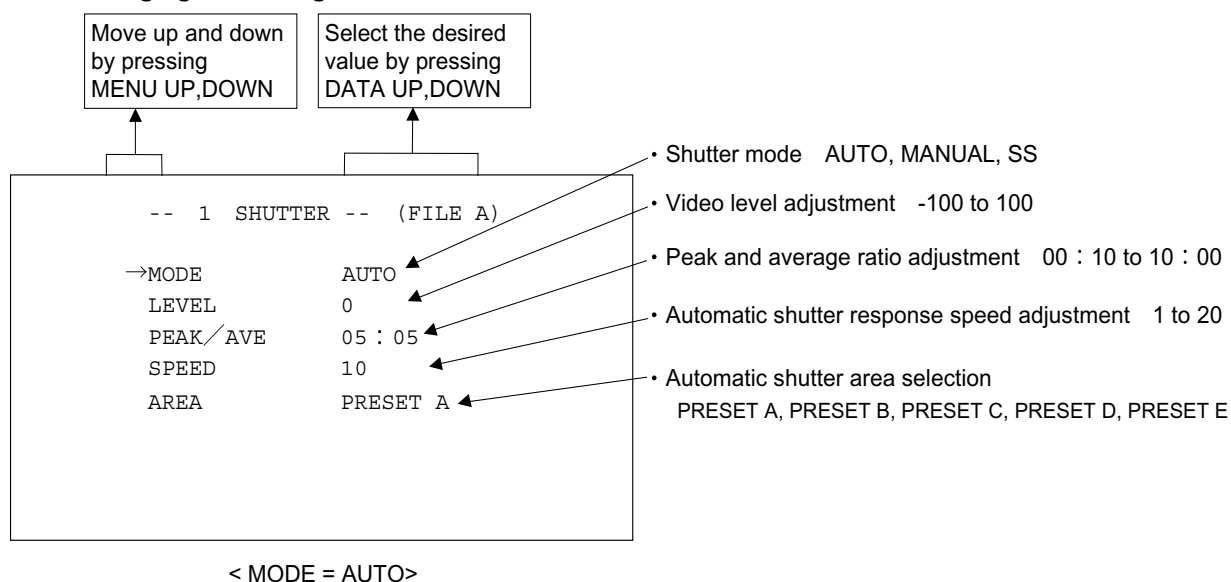 Move up and down
by pressing
MENU UP,DOWN
Select the desired
value by pressing
DATA UP,DOWN
-- 1 SHUTTER -- (FILE A)
→MODE AUTO
LEVEL 0
PEAK／AVE 05：05
SPEED 10
AREA PRESET A
・Shutter mode AUTO, MANUAL, SS
・Video level adjustment -100 to 100
・Peak and average ratio adjustment 00：10 to 10：00
・Automatic shutter response speed adjustment 1 to 20
・Automatic shutter area selection
PRESET A, PRESET B, PRESET C, PRESET D, PRESET E
< MODE = AUTO>